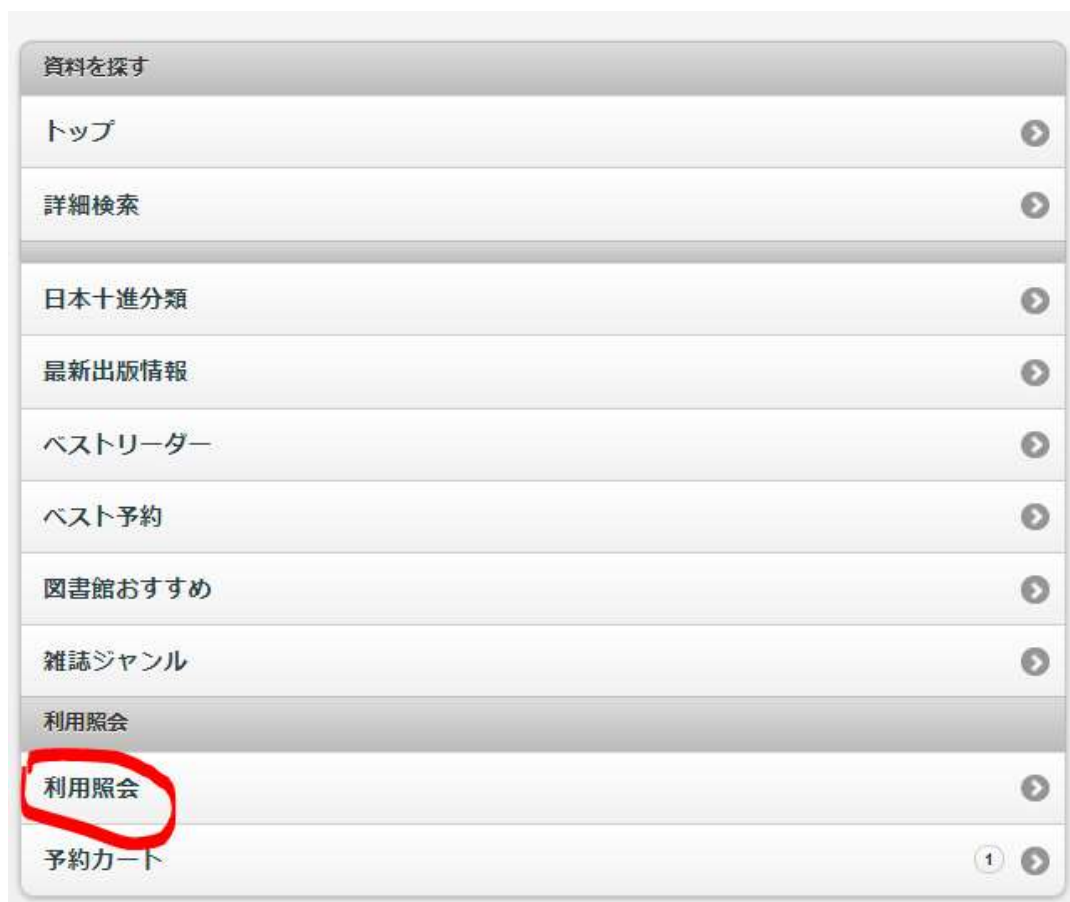 資料を探す
トップ
詳細検索
日本十進分類
最新出版情報
ベストリーダー
ベスト予約
図書館おすすめ
雑誌ジャンル
利用照会
利用照会
予約カート 1